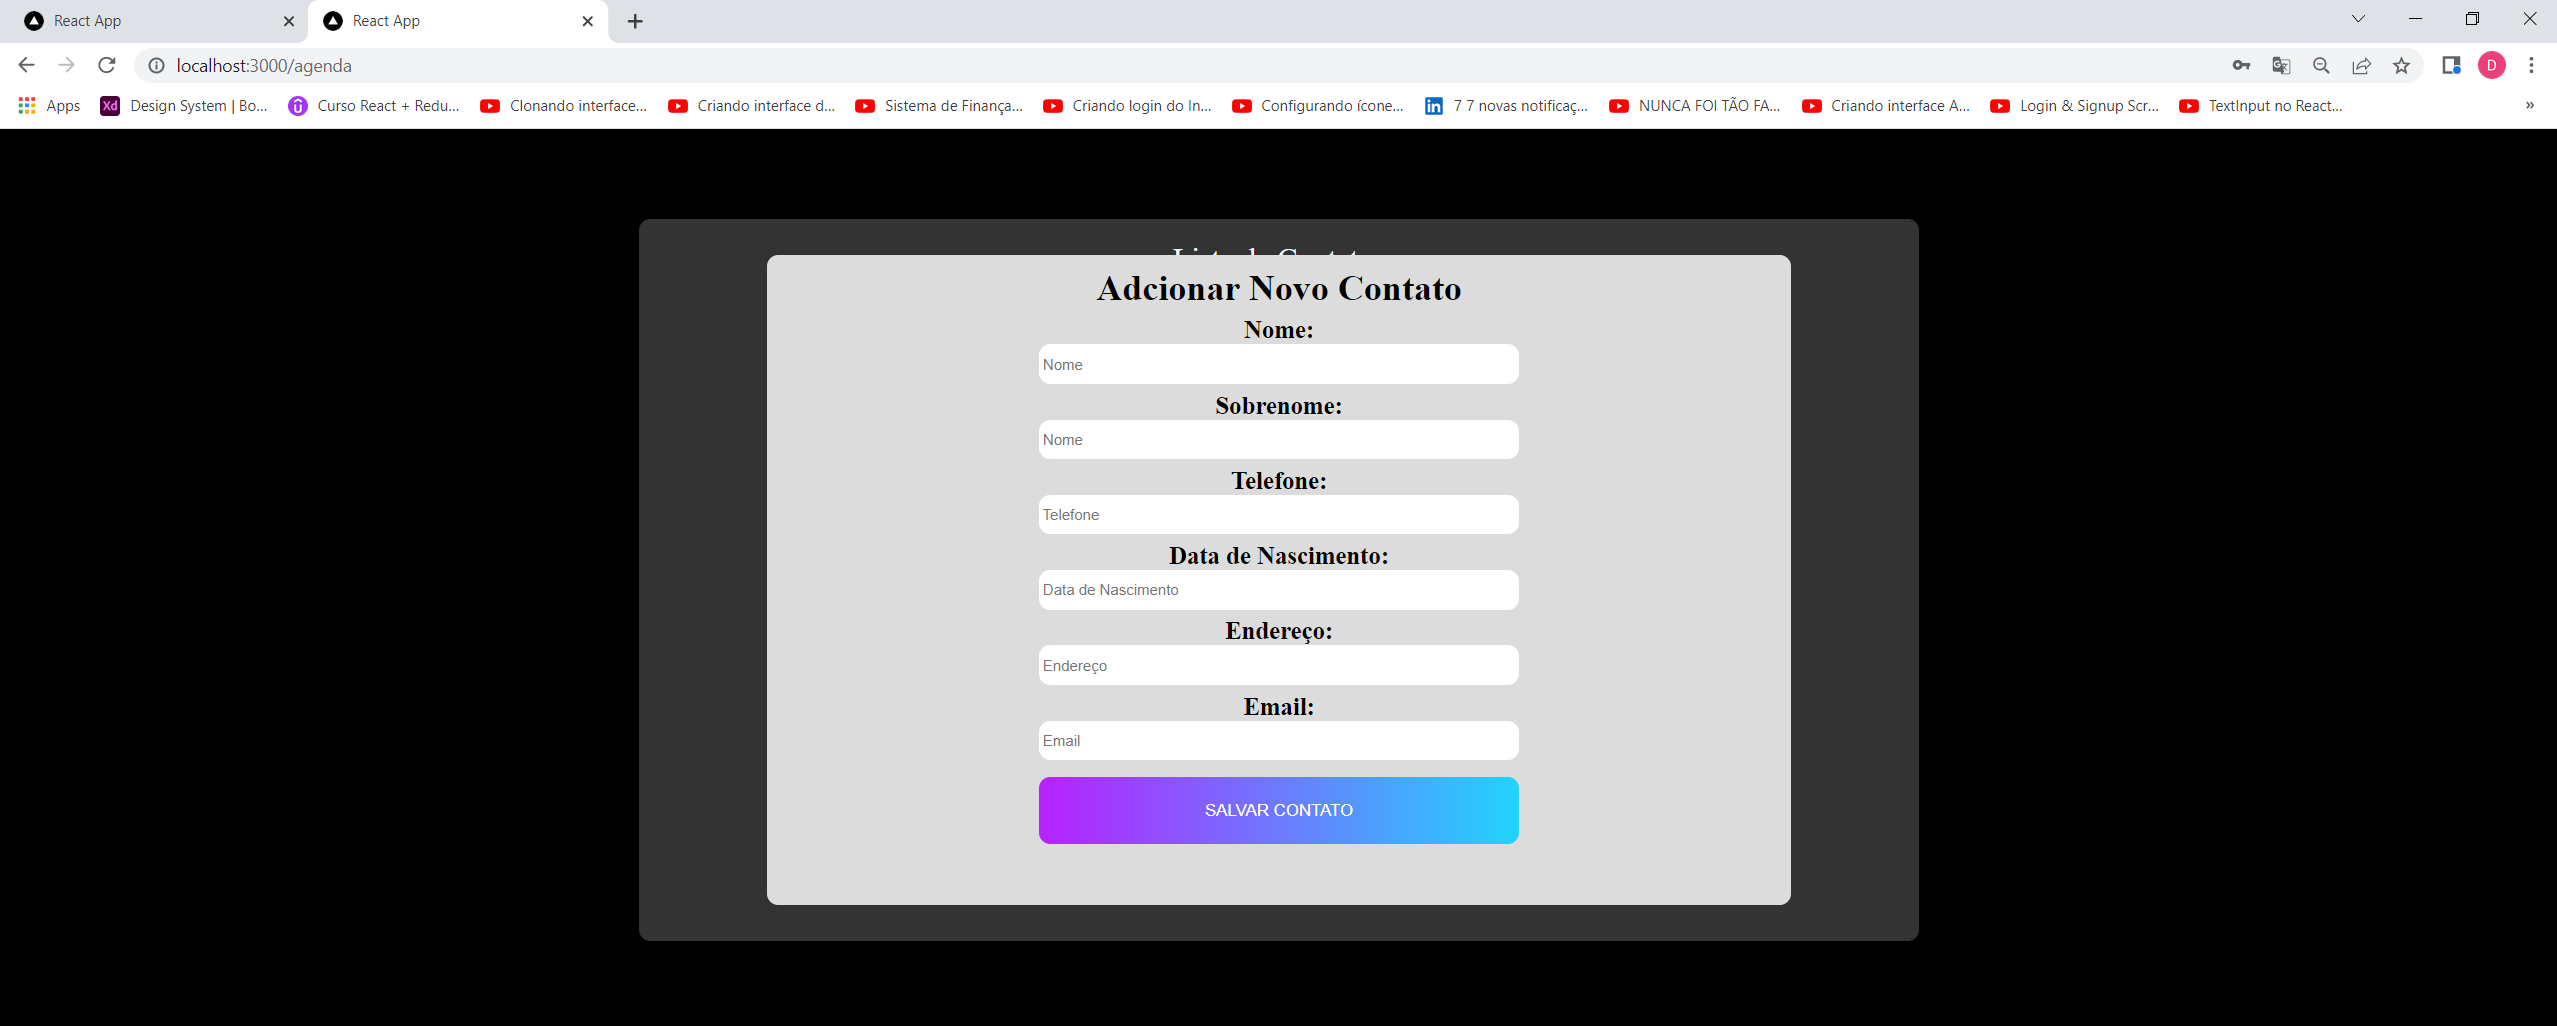 React App
React App
localhost:3000/agenda
D
Apps
Xd
Design System | Bo...
Curso React + Redu...
Clonando interface...
Criando interface d...
Sistema de Finança...
Criando login do In...
Configurando ícone...
in
7 7 novas notificaç...
NUNCA FOI TÃO FA...
Criando interface A...
Login & Signup Scr...
TextInput no React...
»
Adcionar Novo Contato
Nome:
Nome
Sobrenome:
Nome
Telefone:
Telefone
Data de Nascimento:
Data de Nascimento
Endereço:
Endereço
Email:
Email
SALVAR CONTATO